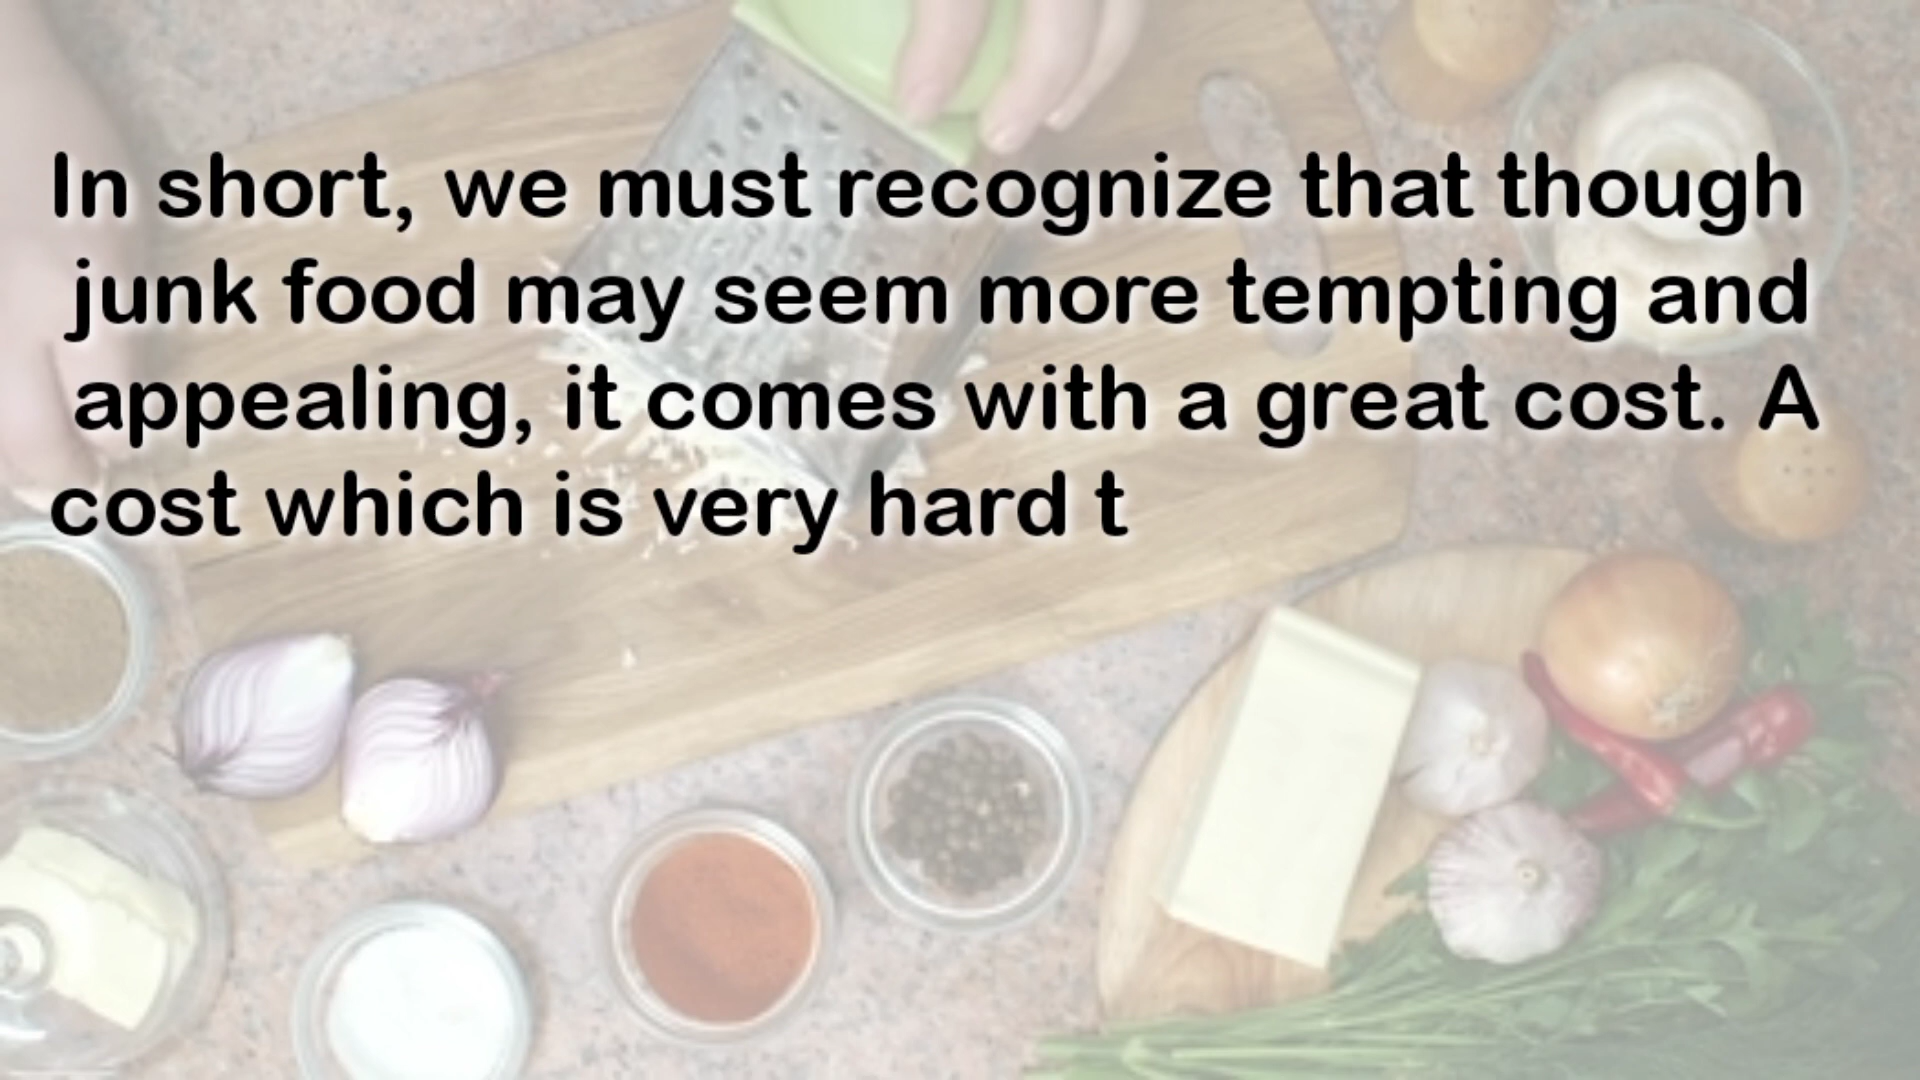 In short, we must recognize that though
junk food may seem more tempting and
appealing, it comes with a great cost. A
cost which is very hard t